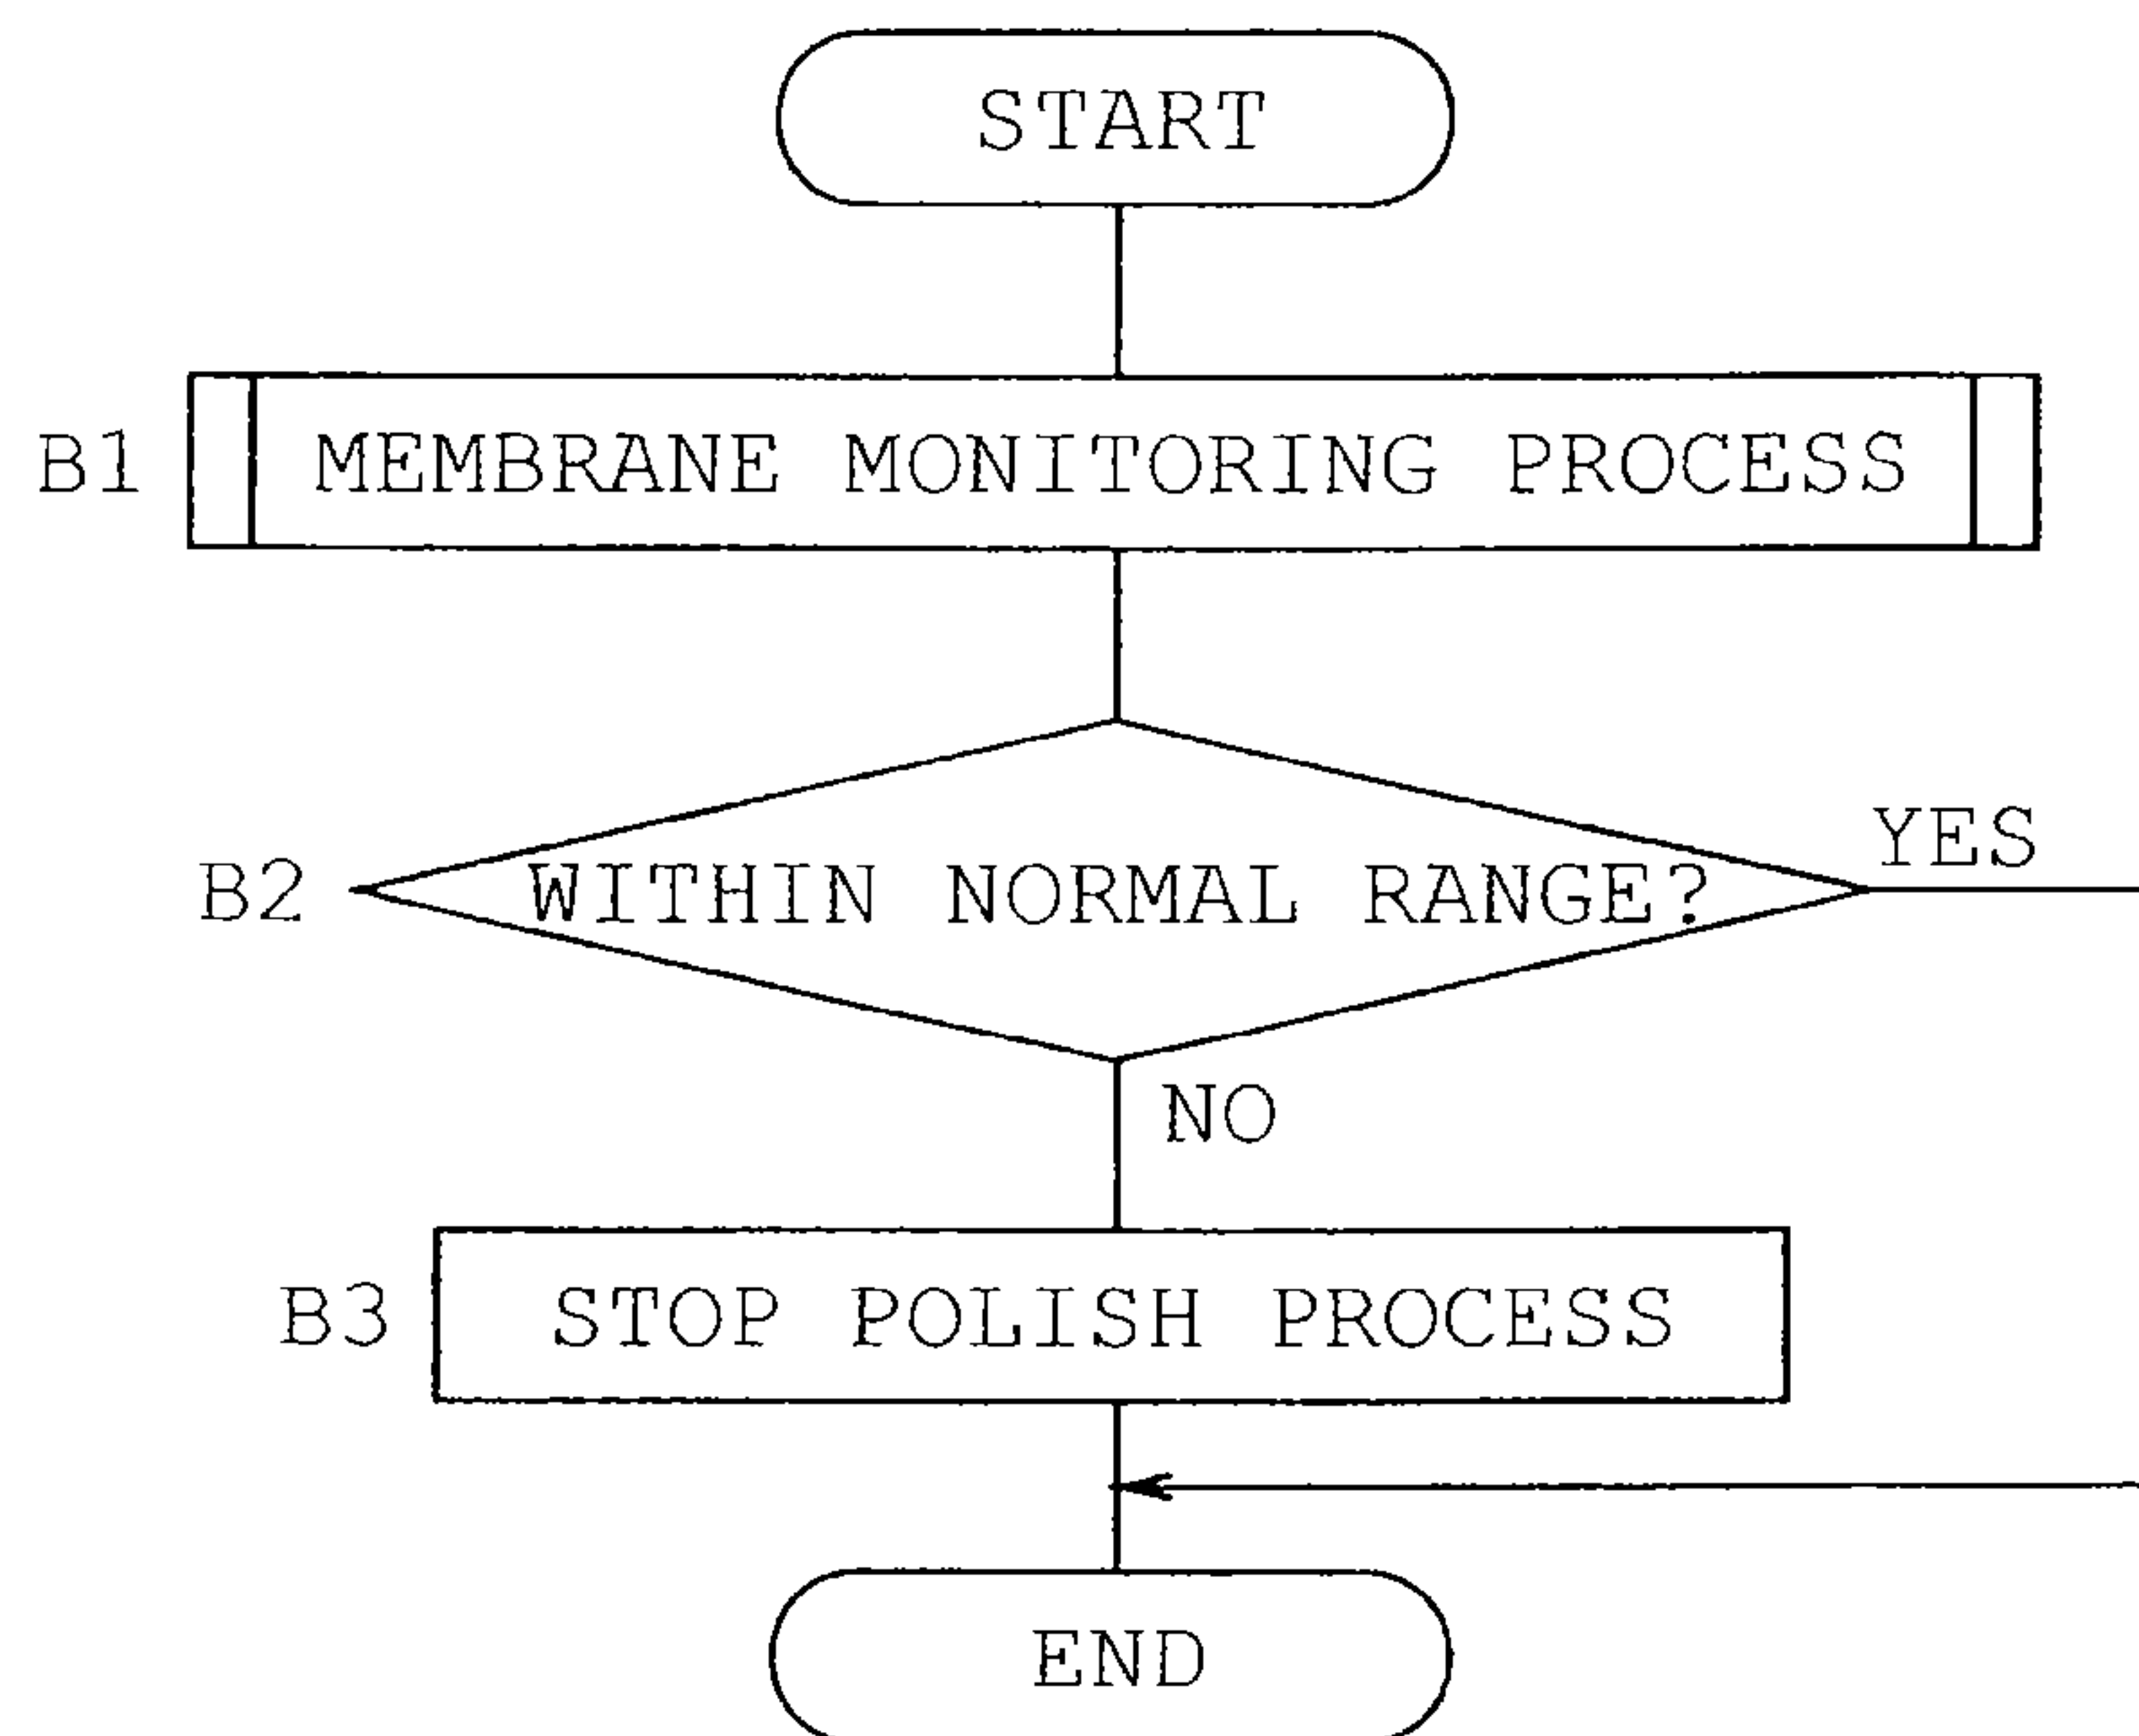 START
B1 MEMBRANE MONITORING PROCESS
B2 WITHIN NORMAL RANGE? YES
NO
B3 STOP POLISH PROCESS
END